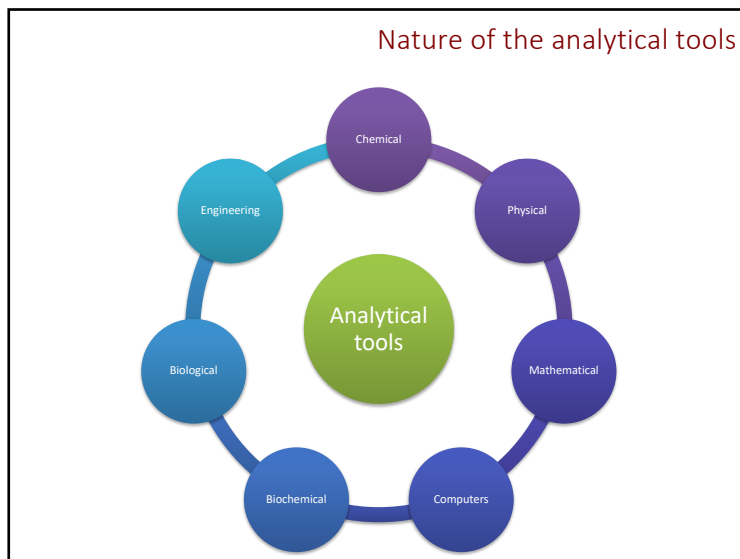 Nature of the analytical tools
Chemical
Physical
Mathematical
Computers
Biochemical
Biological
Engineering
Analytical
tools